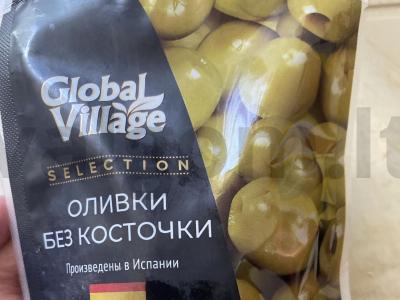 Global
Village
SELECTION
ОЛИВКИ
БЕЗ КОСТОЧКИ
Произведены в Испании